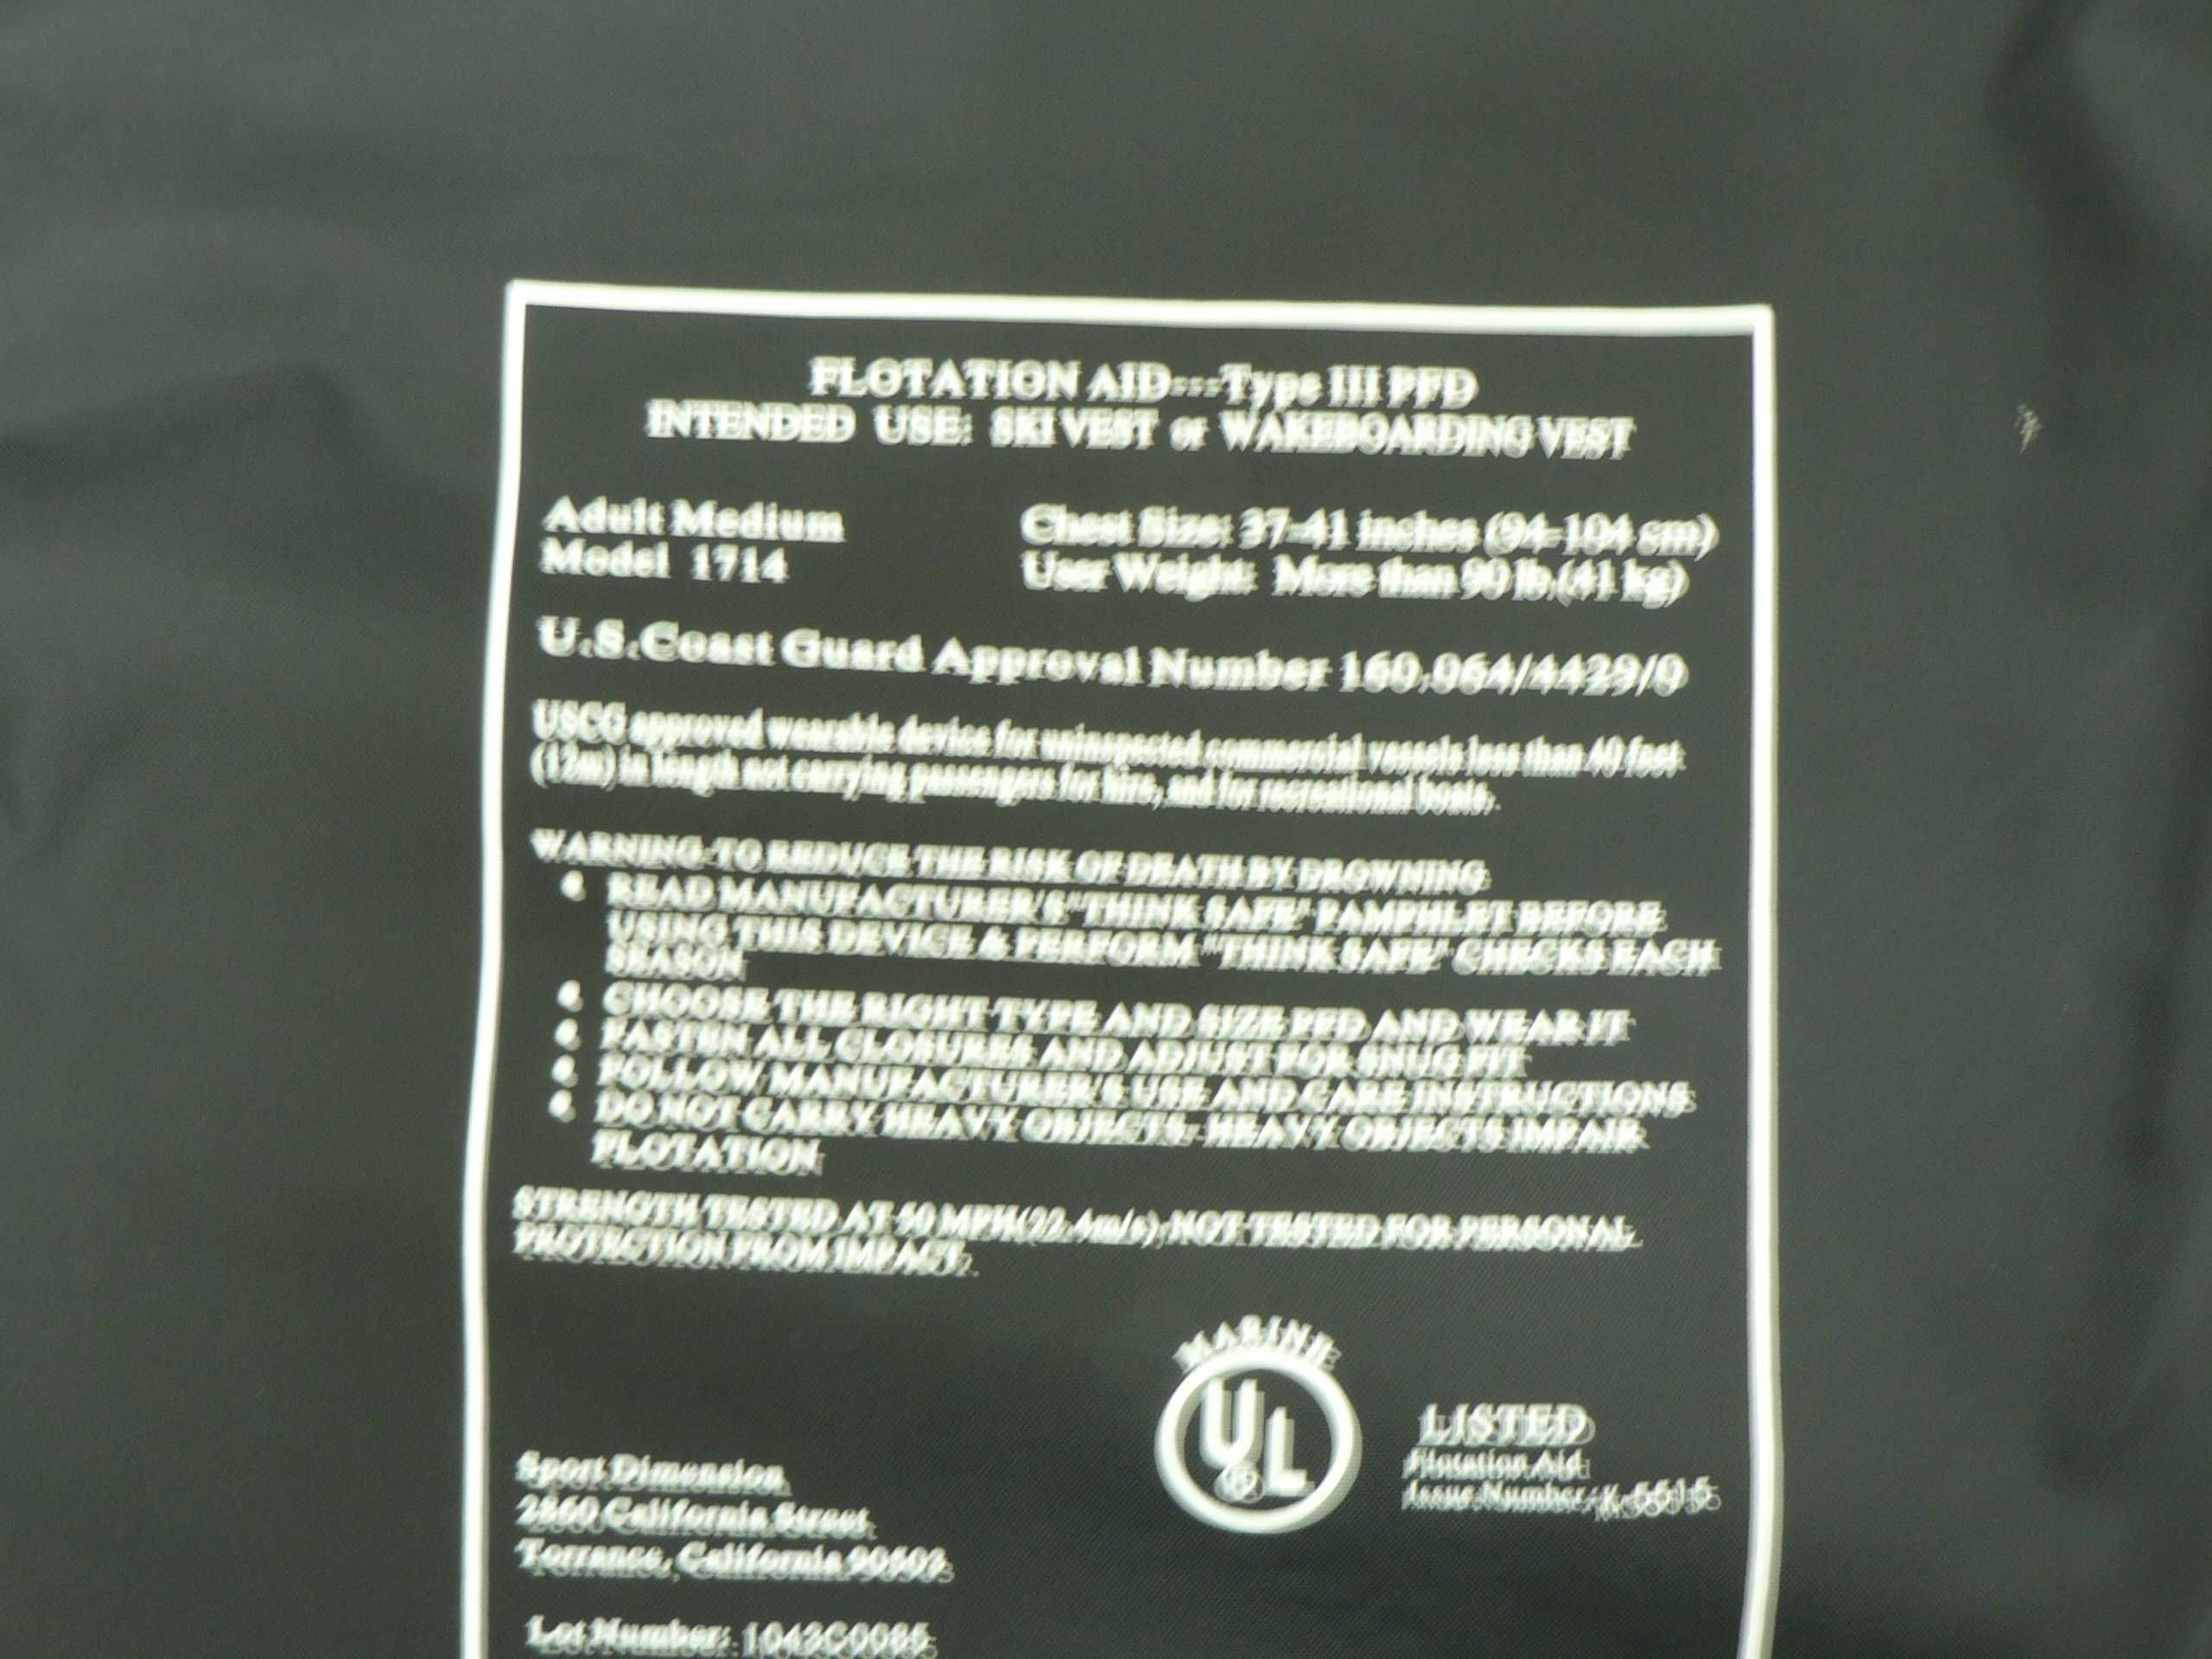 FLOTATION AID---Type III PFD
INTENDED USE: SKI VEST or WAKEBOARDING VEST
Adult Medium
Model 1714
Chest Size: 37-41 inches (94-104 cm)
User Weight: More than 90 lb.(41 kg)
U.S.Coast Guard Approval Number 160.064/4429/0
USCG approved wearable device for uninspected commercial vessels less than 40 feet
(12m) in length not carrying passengers for hire, and for recreational boats.
WARNING-TO REDUCE THE RISK OF DEATH BY DROWNING
READ MANUFACTURER'S "THINK SAFE" PAMPHLET BEFORE
USING THIS DEVICE & PERFORM "THINK SAFE" CHECKS EACH
SEASON
CHOOSE THE RIGHT TYPE AND SIZE PFD AND WEAR IT
FASTEN ALL CLOSURES AND ADJUST FOR SNUG FIT
FOLLOW MANUFACTURER'S USE AND CARE INSTRUCTIONS
DO NOT CARRY HEAVY OBJECTS- HEAVY OBJECTS IMPAIR
FLOTATION
STRENGTH TESTED AT 50 MPH(22.4m/s), NOT TESTED FOR PERSONAL
PROTECTION FROM IMPACT.
MARINE
UL
LISTED
Flotation Aid
Issue Number:
Sport Dimension
2860 California Street
Torrance, California 90503
Lot Number: